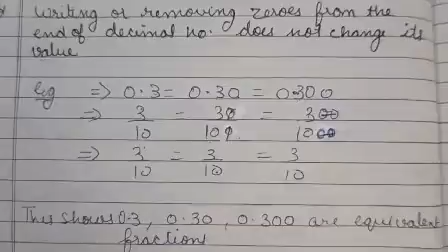 Writing or removing zeroes from the
end of decimal no. does not change its
value
Eg ⇒ 0.3 = 0.30 = 0.300
⇒ 3/10 = 30/100 = 300/1000
⇒ 3/10 = 3/10 = 3/10
This shows 0.3, 0.30, 0.300 are equivalent
fractions